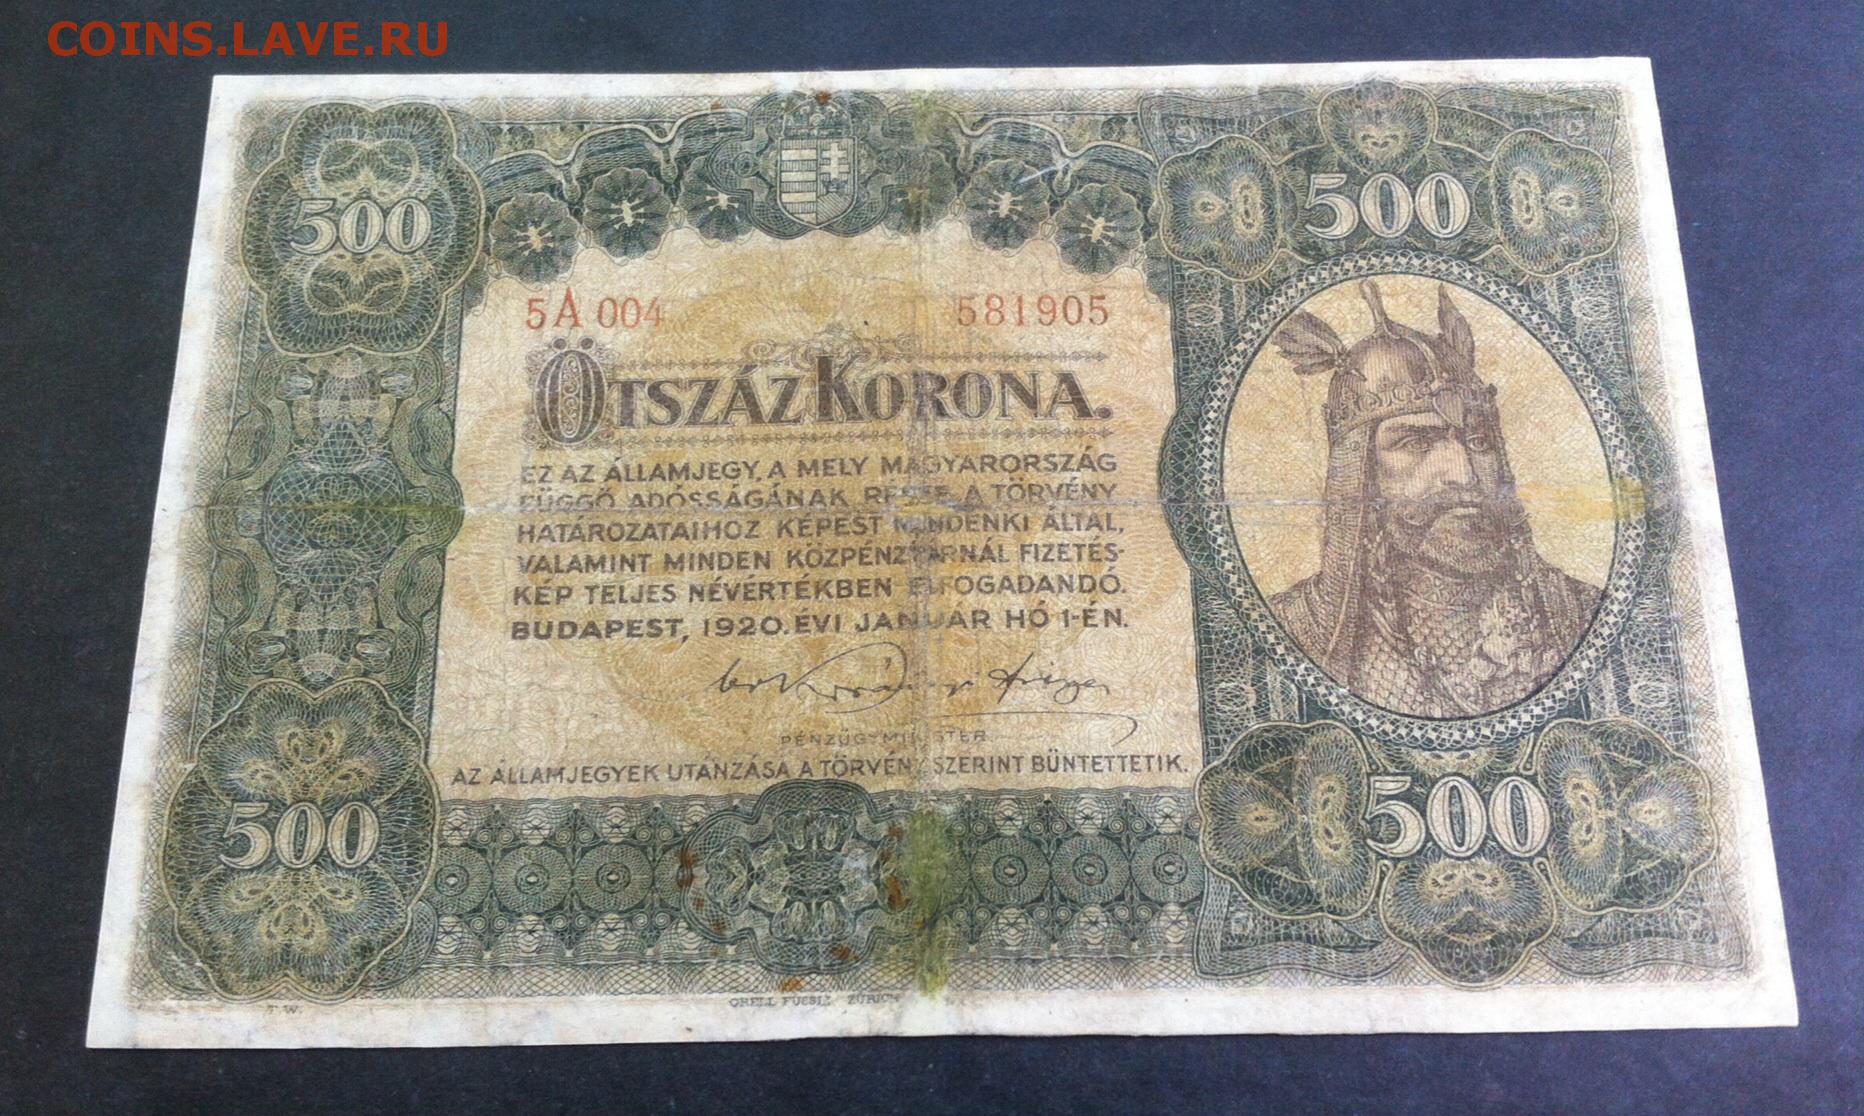 COINS.LAVE.RU
500
500
5A 004 581905
ÖTSZÁZ KORONA.
EZ AZ ÁLLAMJEGY, A MELY MAGYARORSZÁG
FÜGGŐ ADÓSSÁGÁNAK RÉSZE A TÖRVÉNY
HATÁROZATAIHOZ KÉPEST MINDENKI ÁLTAL,
VALAMINT MINDEN KÖZPÉNZTÁRNÁL FIZETÉS-
KÉP TELJES NÉVÉRTÉKBEN ELFOGADANDÓ.
BUDAPEST, 1920. ÉVI JANUÁR HÓ 1-ÉN.
PÉNZÜGYMINISTER
AZ ÁLLAMJEGYEK UTÁNZÁSA A TÖRVÉNY SZERINT BÜNTETTETIK.
500
500
F. W. ORELL FÜSSLI ZÜRICH